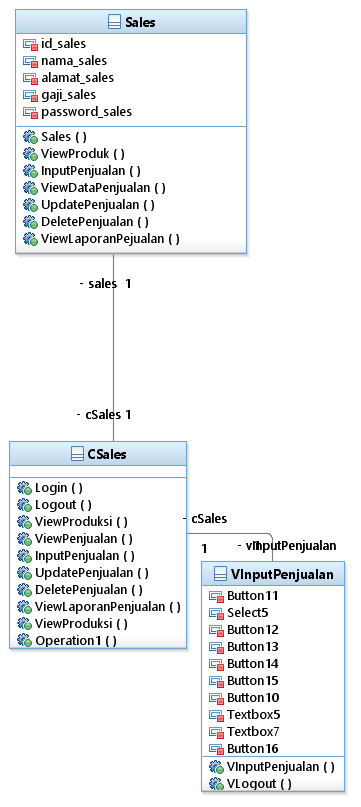 Sales
id_sales
nama_sales
alamat_sales
gaji_sales
password_sales
Sales ( )
ViewProduk ( )
InputPenjualan ( )
ViewDataPenjualan ( )
UpdatePenjualan ( )
DeletePenjualan ( )
ViewLaporanPejualan ( )
- sales 1
- cSales 1
CSales
Login ( )
Logout ( )
ViewProduksi ( )
ViewPenjualan ( )
InputPenjualan ( )
UpdatePenjualan ( )
DeletePenjualan ( )
ViewLaporanPenjualan ( )
ViewProduksi ( )
Operation1 ( )
- cSales
1
- vInputPenjualan
1
VInputPenjualan
Button11
Select5
Button12
Button13
Button14
Button15
Button10
Textbox5
Textbox7
Button16
VInputPenjualan ( )
VLogout ( )